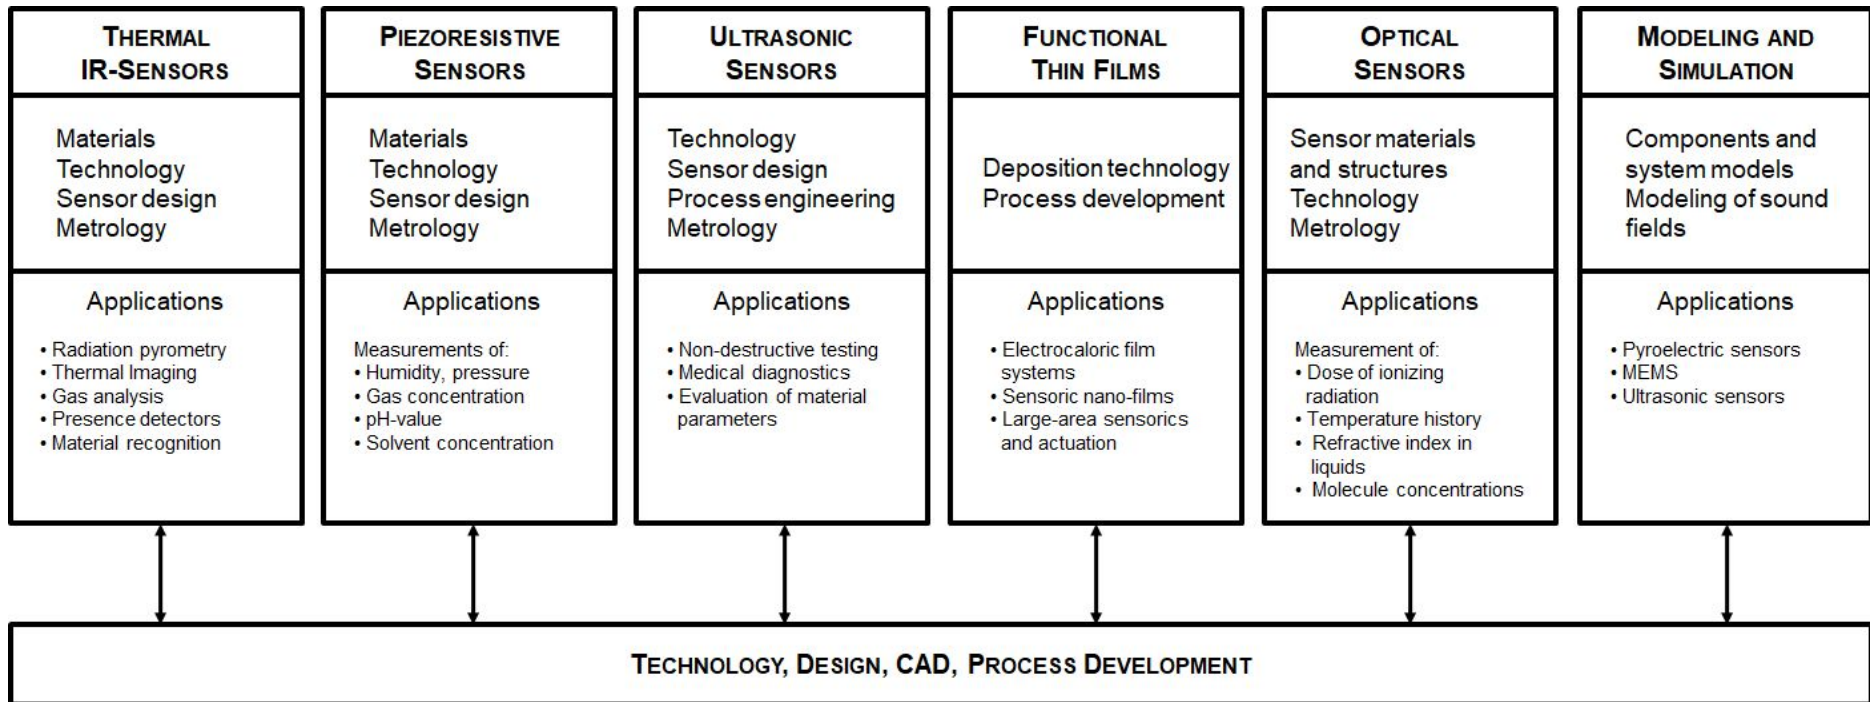 THERMAL
IR-SENSORS
Materials
Technology
Sensor design
Metrology
Applications
• Radiation pyrometry
• Thermal Imaging
• Gas analysis
• Presence detectors
• Material recognition
PIEZORESISTIVE
SENSORS
Materials
Technology
Sensor design
Metrology
Applications
Measurements of:
• Humidity, pressure
• Gas concentration
• pH-value
• Solvent concentration
ULTRASONIC
SENSORS
Technology
Sensor design
Process engineering
Metrology
Applications
• Non-destructive testing
• Medical diagnostics
• Evaluation of material
parameters
FUNCTIONAL
THIN FILMS
Deposition technology
Process development
Applications
• Electrocaloric film
systems
• Sensoric nano-films
• Large-area sensorics
and actuation
OPTICAL
SENSORS
Sensor materials
and structures
Technology
Metrology
Applications
Measurement of:
• Dose of ionizing
radiation
• Temperature history
• Refractive index in
liquids
• Molecule concentrations
MODELING AND
SIMULATION
Components and
system models
Modeling of sound
fields
Applications
• Pyroelectric sensors
• MEMS
• Ultrasonic sensors
TECHNOLOGY, DESIGN, CAD, PROCESS DEVELOPMENT